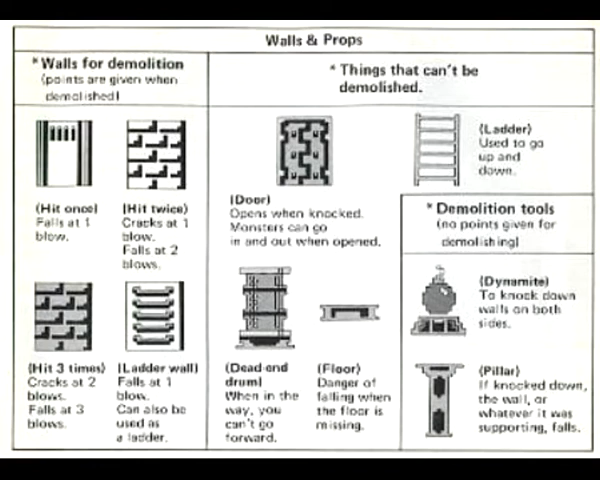 Walls & Props
* Walls for demolition
(points are given when
demolished)
* Things that can't be
demolished.
(Hit once)
Falls at 1
blow.
(Hit twice)
Cracks at 1
blow.
Falls at 2
blows.
(Door)
Opens when knocked.
Monsters can go
in and out when opened.
(Ladder)
Used to go
up and
down.
* Demolition tools
(no points given for
demolishing)
(Hit 3 times)
Cracks at 2
blows.
Falls at 3
blows.
(Ladder wall)
Falls at 1
blow.
Can also be
used as
a ladder.
(Dead-end
drum)
When in the
way, you
can't go
forward.
(Floor)
Danger of
falling when
the floor is
missing.
(Dynamite)
To knock down
walls on both
sides.
(Pillar)
If knocked down,
the wall, or
whatever it was
supporting, falls.